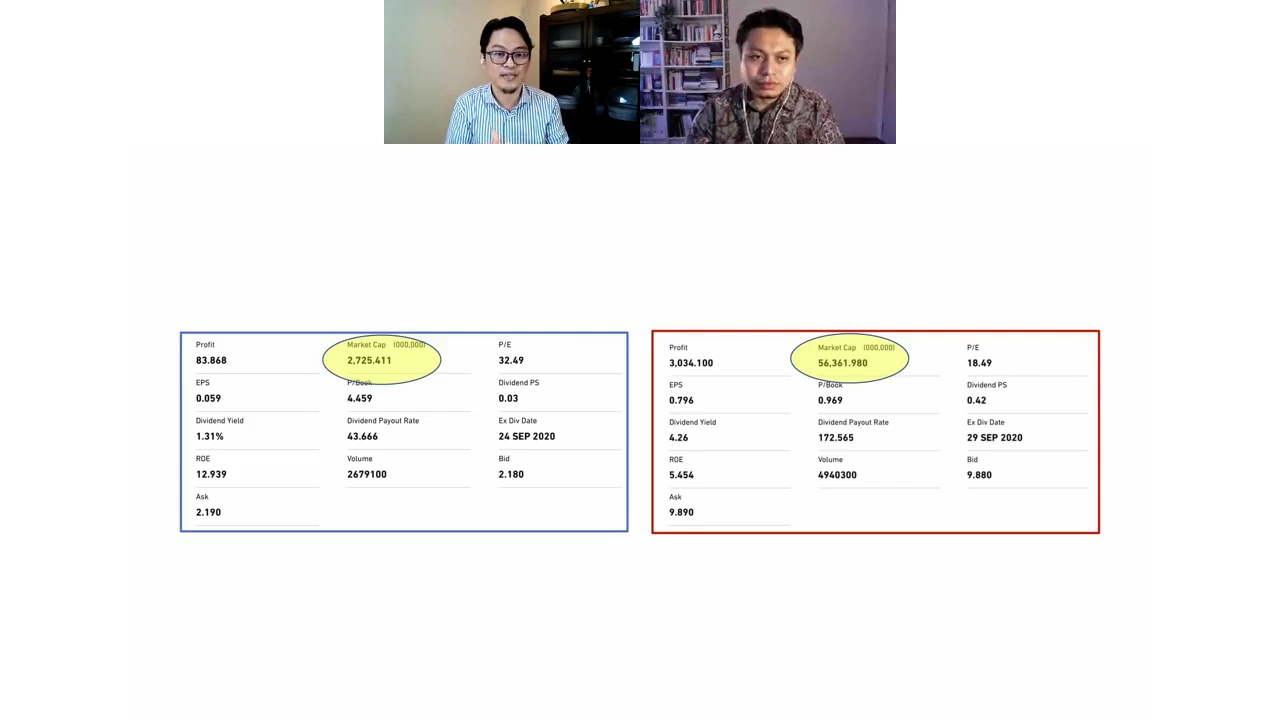 Profit Market Cap (000,000) P/E
83.868 2,725.411 32.49
EPS P/Book Dividend PS
0.059 4.459 0.03
Dividend Yield Dividend Payout Rate Ex Div Date
1.31% 43.666 24 SEP 2020
ROE Volume Bid
12.939 2679100 2.180
Ask
2.190
Profit Market Cap (000,000) P/E
3,034.100 56,361.980 18.49
EPS P/Book Dividend PS
0.796 0.969 0.42
Dividend Yield Dividend Payout Rate Ex Div Date
4.26 172.565 29 SEP 2020
ROE Volume Bid
5.454 4940300 9.880
Ask
9.890